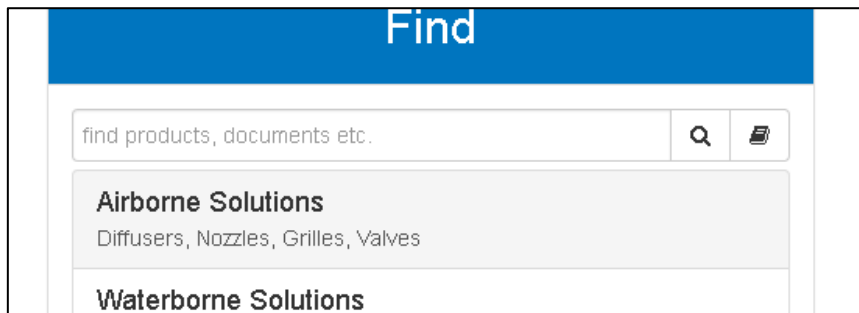 Find
find products, documents etc.
Airborne Solutions
Diffusers, Nozzles, Grilles, Valves
Waterborne Solutions